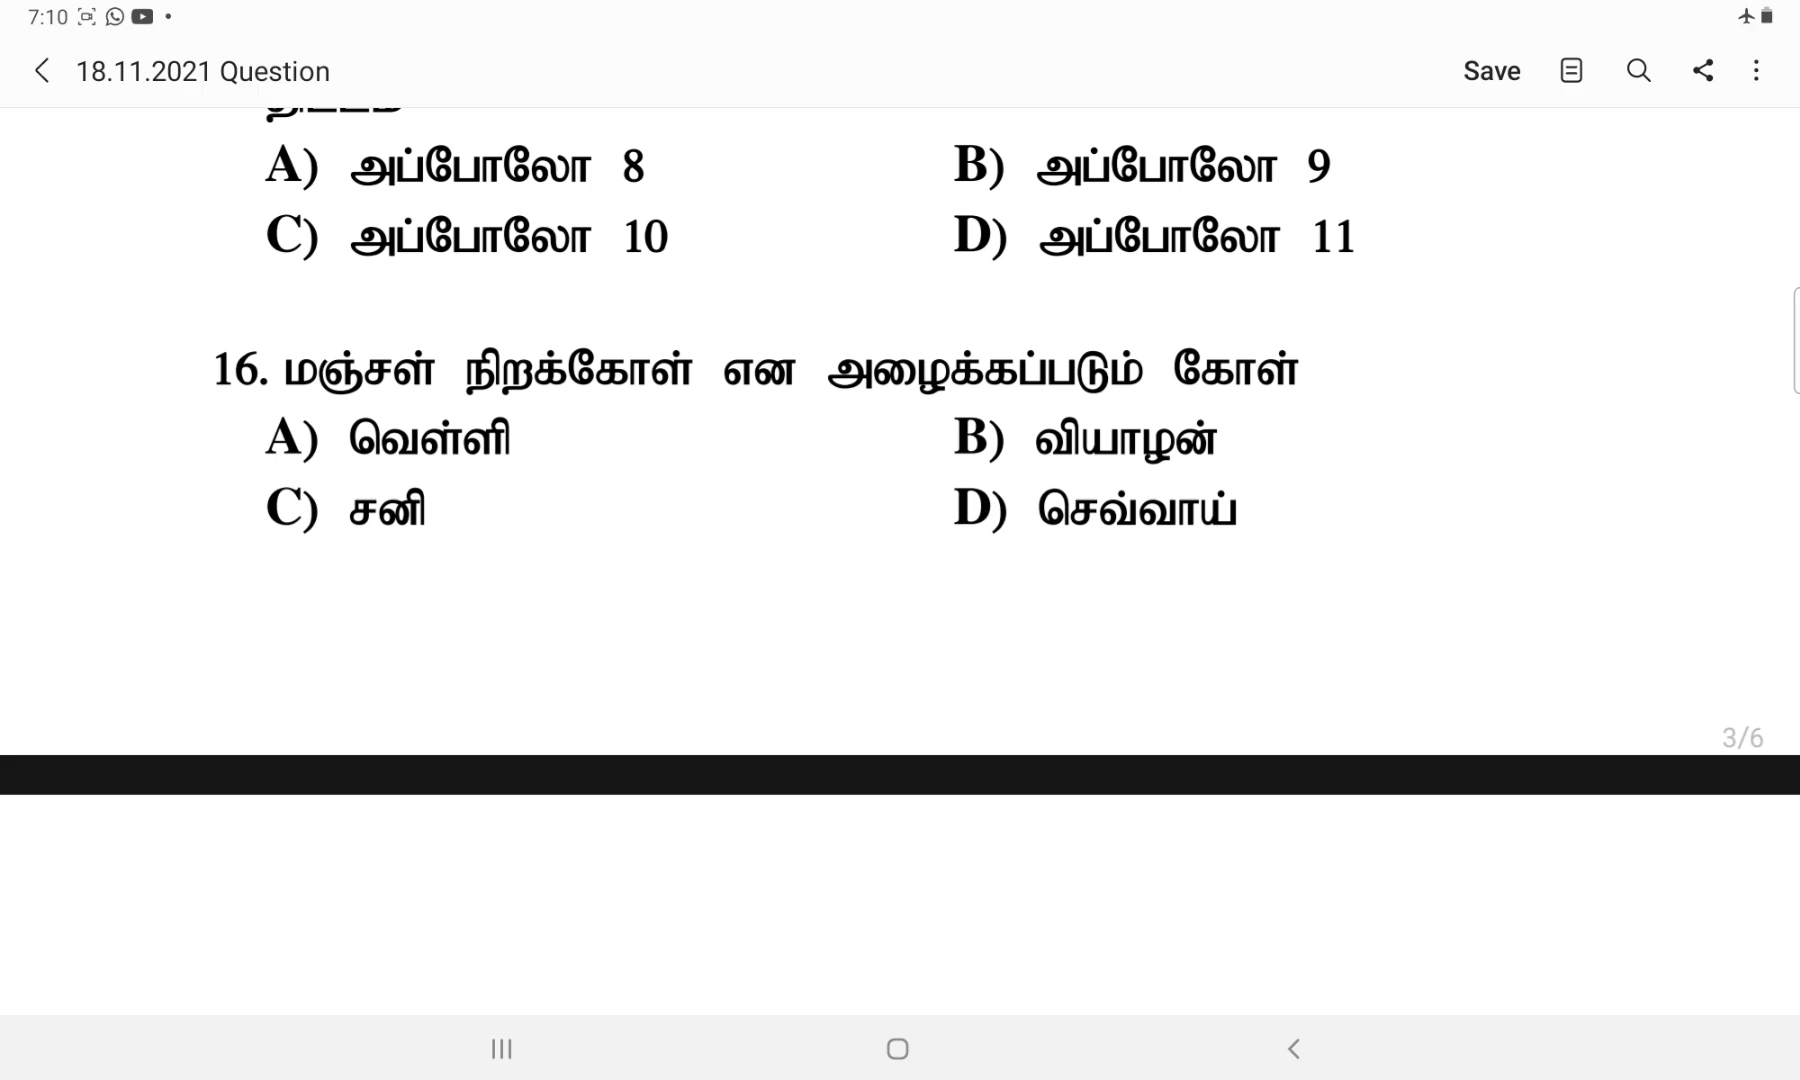 7:10
18.11.2021 Question
Save
A) அப்போலோ 8 B) அப்போலோ 9
C) அப்போலோ 10 D) அப்போலோ 11
16. மஞ்சள் நிறக்கோள் என அழைக்கப்படும் கோள்
A) வெள்ளி B) வியாழன்
C) சனி D) செவ்வாய்
3/6